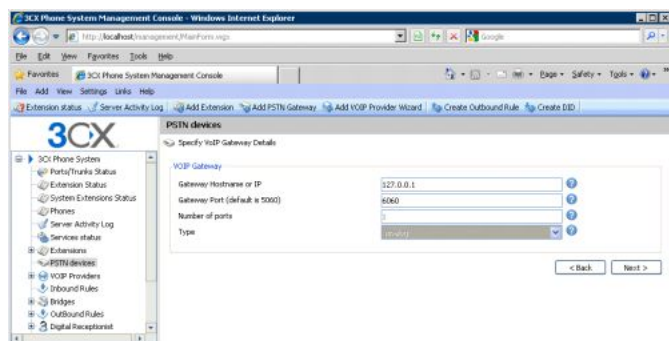 3CX Phone System Management Console - Windows Internet Explorer
http://localhost/management/MainForm.wgx
Google
File Edit View Favorites Tools Help
Favorites 3CX Phone System Management Console
Page Safety Tools
File Add View Settings Links Help
Extension status Server Activity Log Add Extension Add PSTN Gateway Add VOIP Provider Wizard Create Outbound Rule Create DID
3CX
PSTN devices
Specify VoIP Gateway Details
3CX Phone System
Ports/Trunks Status
Extension Status
System Extensions Status
Phones
Server Activity Log
Services status
Extensions
PSTN devices
VOIP Providers
Inbound Rules
Bridges
OutBound Rules
Digital Receptionist
VOIP Gateway
Gateway Hostname or IP 127.0.0.1
Gateway Port (default is 5060) 6060
Number of ports
Type
< Back Next >